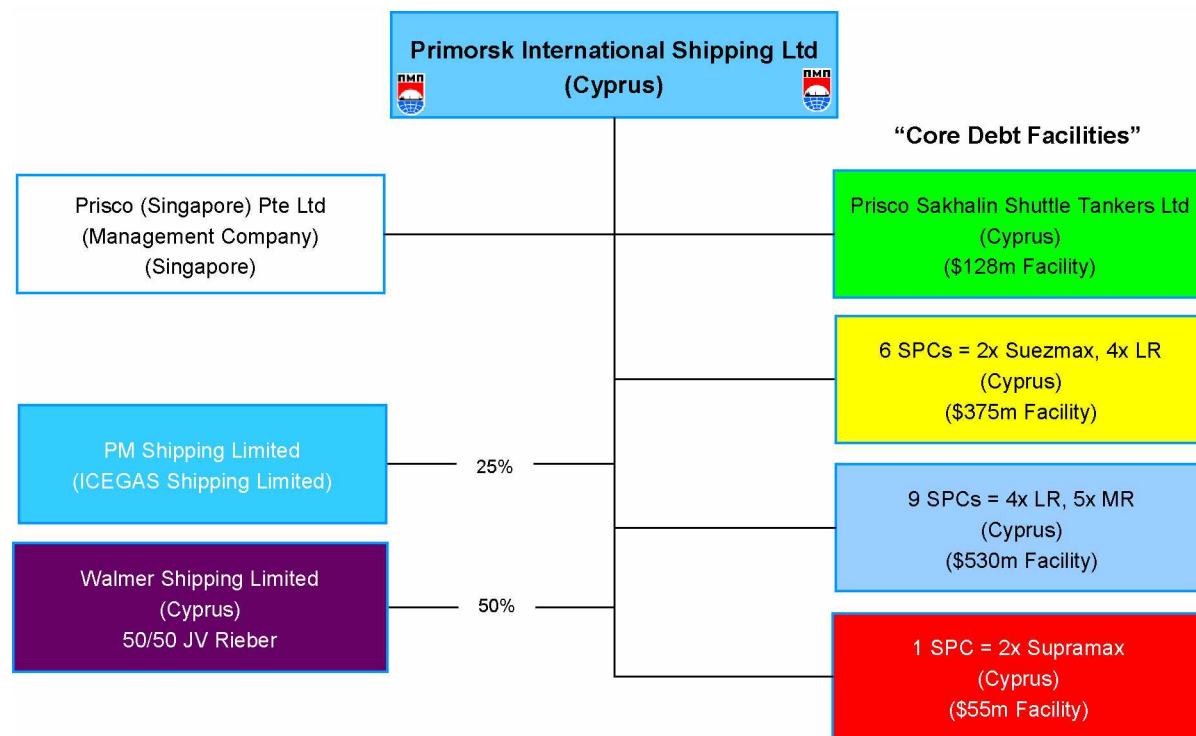 Primorsk International Shipping Ltd
(Cyprus)
ПМП
ПМП
“Core Debt Facilities”
Prisco (Singapore) Pte Ltd
(Management Company)
(Singapore)
Prisco Sakhalin Shuttle Tankers Ltd
(Cyprus)
($128m Facility)
6 SPCs = 2x Suezmax, 4x LR
(Cyprus)
($375m Facility)
PM Shipping Limited
(ICEGAS Shipping Limited)
25%
9 SPCs = 4x LR, 5x MR
(Cyprus)
($530m Facility)
Walmer Shipping Limited
(Cyprus)
50/50 JV Rieber
50%
1 SPC = 2x Supramax
(Cyprus)
($55m Facility)